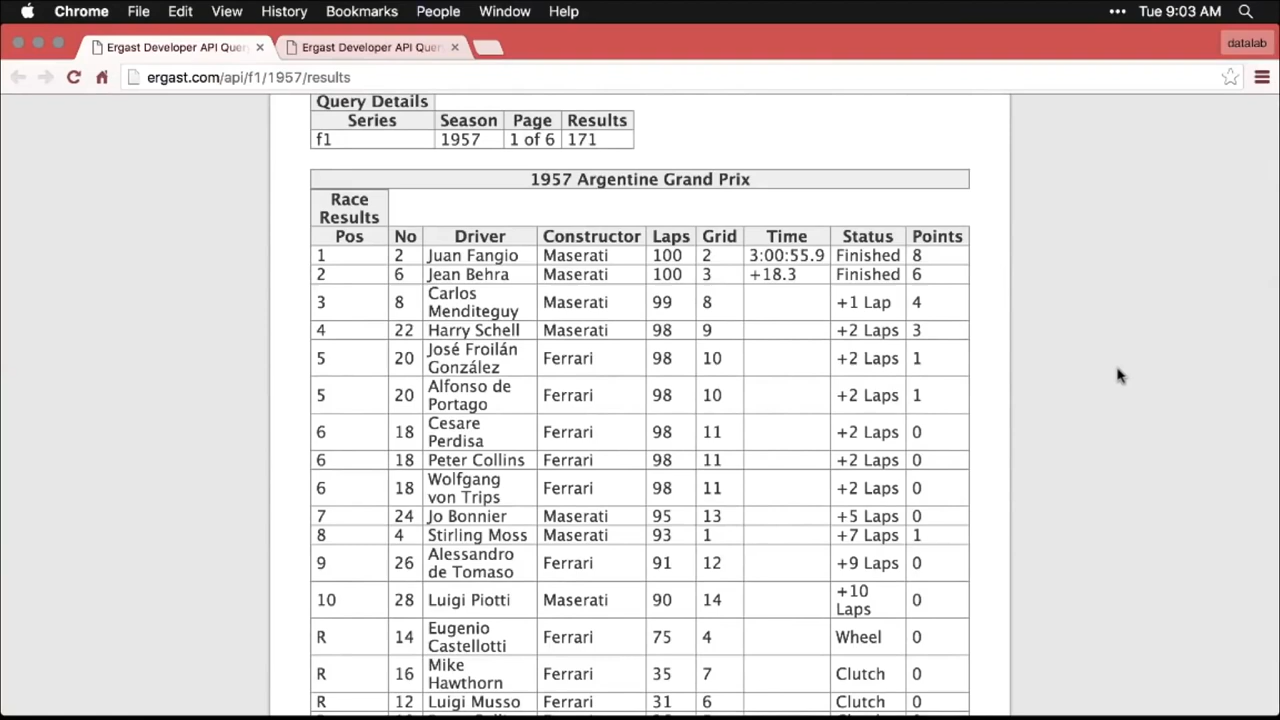 Chrome File Edit View History Bookmarks People Window Help ••• Tue 9:03 AM
Ergast Developer API Quer × Ergast Developer API Quer × datalab
ergast.com/api/f1/1957/results
Query Details
Series Season Page Results
f1 1957 1 of 6 171
1957 Argentine Grand Prix
Race
Results
Pos No Driver Constructor Laps Grid Time Status Points
1 2 Juan Fangio Maserati 100 2 3:00:55.9 Finished 8
2 6 Jean Behra Maserati 100 3 +18.3 Finished 6
3 8 Carlos Menditeguy Maserati 99 8 +1 Lap 4
4 22 Harry Schell Maserati 98 9 +2 Laps 3
5 20 José Froilán González Ferrari 98 10 +2 Laps 1
5 20 Alfonso de Portago Ferrari 98 10 +2 Laps 1
6 18 Cesare Perdisa Ferrari 98 11 +2 Laps 0
6 18 Peter Collins Ferrari 98 11 +2 Laps 0
6 18 Wolfgang von Trips Ferrari 98 11 +2 Laps 0
7 24 Jo Bonnier Maserati 95 13 +5 Laps 0
8 4 Stirling Moss Maserati 93 1 +7 Laps 1
9 26 Alessandro de Tomaso Ferrari 91 12 +9 Laps 0
10 28 Luigi Piotti Maserati 90 14 +10 Laps 0
R 14 Eugenio Castellotti Ferrari 75 4 Wheel 0
R 16 Mike Hawthorn Ferrari 35 7 Clutch 0
R 12 Luigi Musso Ferrari 31 6 Clutch 0